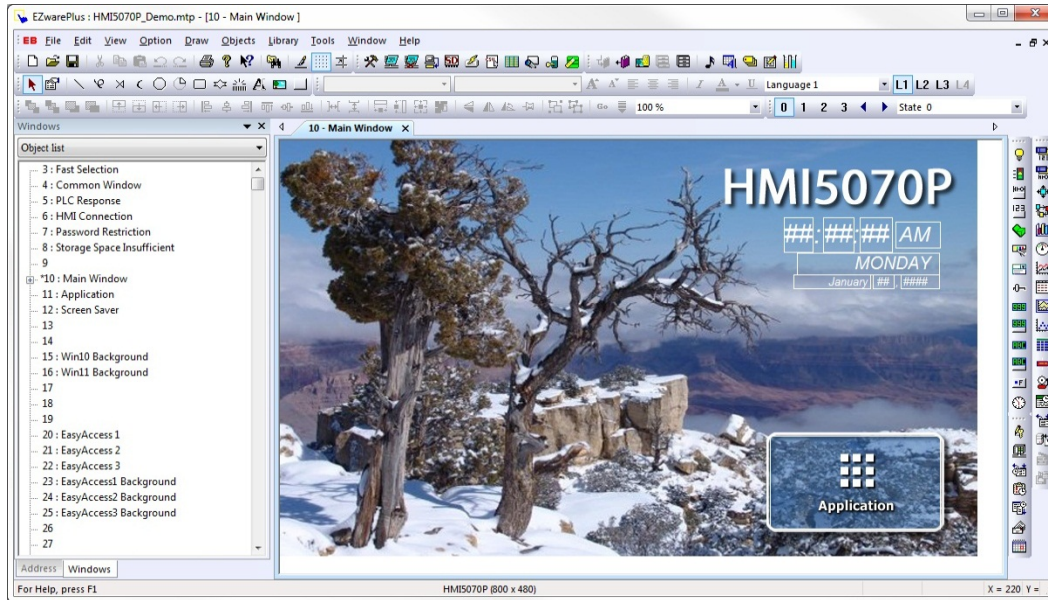 EZwarePlus : HMI5070P_Demo.mtp - [10 - Main Window ]
EB File Edit View Option Draw Objects Library Tools Window Help
Language 1 L1 L2 L3 L4
100 % 0 1 2 3 State 0
Windows
10 - Main Window
Object list
3 : Fast Selection
4 : Common Window
5 : PLC Response
6 : HMI Connection
7 : Password Restriction
8 : Storage Space Insufficient
9
*10 : Main Window
11 : Application
12 : Screen Saver
13
14
15 : Win10 Background
16 : Win11 Background
17
18
19
20 : EasyAccess 1
21 : EasyAccess 2
22 : EasyAccess 3
23 : EasyAccess1 Background
24 : EasyAccess2 Background
25 : EasyAccess3 Background
26
27
Address Windows
HMI5070P
##:##:## AM
MONDAY
January ## , ####
Application
For Help, press F1 HMI5070P (800 x 480) X = 220 Y =